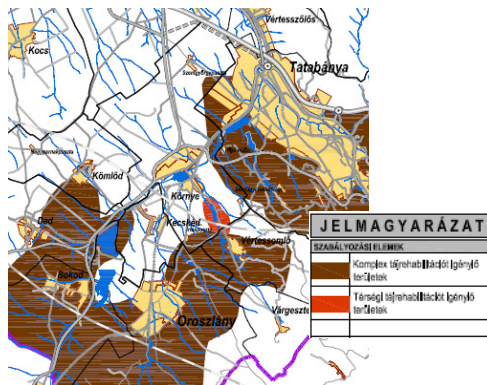 Vértesszőlős
Kocs
Tatabánya
Kömlőd
Környe
Kecskéd
Dad
Vértessomló
Bokod
Oroszlány
Várgeszte
JELMAGYARÁZAT
SZABÁLYOZÁSI ELEMEK
Komplex tájrehabilitációt igénylő
területek
Térségi tájrehabilitációt igénylő
területek